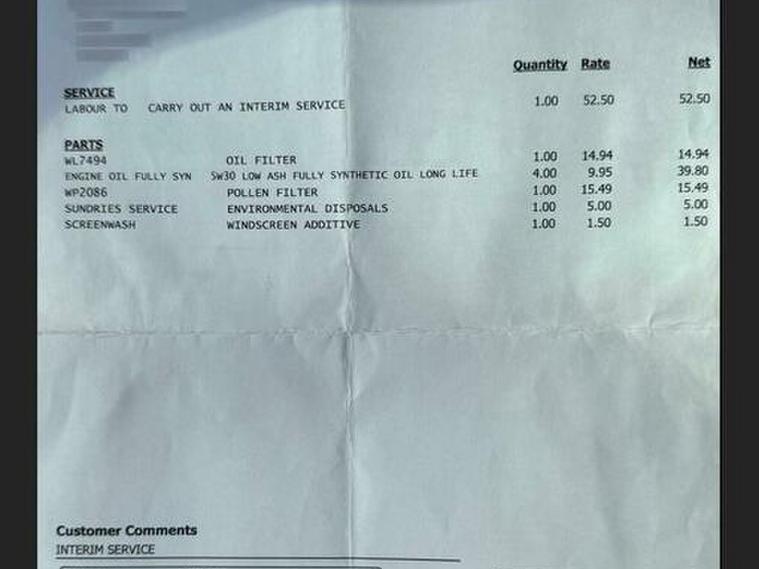 Quantity Rate Net
SERVICE
LABOUR TO CARRY OUT AN INTERIM SERVICE 1.00 52.50 52.50
PARTS
WL7494 OIL FILTER 1.00 14.94 14.94
ENGINE OIL FULLY SYN 5W30 LOW ASH FULLY SYNTHETIC OIL LONG LIFE 4.00 9.95 39.80
WP2086 POLLEN FILTER 1.00 15.49 15.49
SUNDRIES SERVICE ENVIRONMENTAL DISPOSALS 1.00 5.00 5.00
SCREENWASH WINDSCREEN ADDITIVE 1.00 1.50 1.50
Customer Comments
INTERIM SERVICE